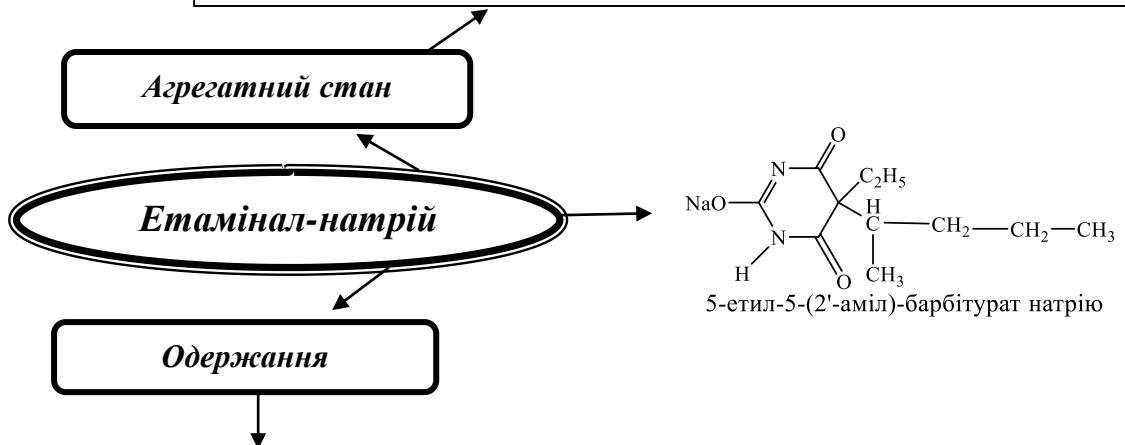 Агрегатний стан
Етамінал-натрій
Одержання
O
N
C₂H₅
NaO
H
CH₂
CH₂
CH₃
N
H
O
CH₃
5-етил-5-(2'-аміл)-барбітурат натрію